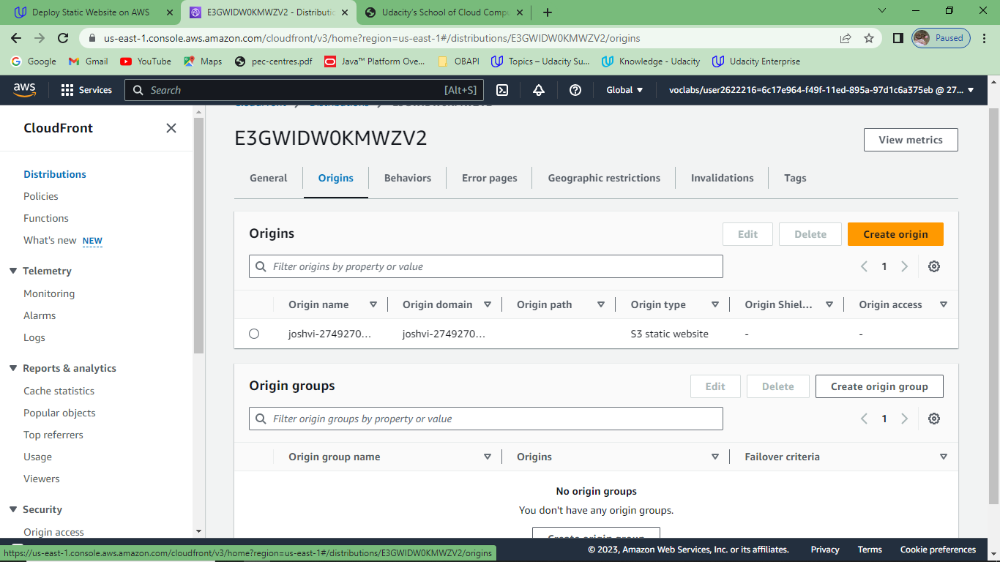 Deploy Static Website on AWS
E3GWIDW0KMWZV2 - Distributio
Udacity's School of Cloud Compu
us-east-1.console.aws.amazon.com/cloudfront/v3/home?region=us-east-1#/distributions/E3GWIDW0KMWZV2/origins
Paused
Google
Gmail
YouTube
Maps
pec-centres.pdf
Java™ Platform Ove...
OBAPI
Topics – Udacity Su...
Knowledge - Udacity
Udacity Enterprise
aws
Services
Search
[Alt+S]
Global
voclabs/user2622216=6c17e964-f49f-11ed-895a-97d1c6a375eb @ 27...
CloudFront
Distributions
Policies
Functions
What's new NEW
Telemetry
Monitoring
Alarms
Logs
Reports & analytics
Cache statistics
Popular objects
Top referrers
Usage
Viewers
Security
Origin access
CloudFront
Distributions
E3GWIDW0KMWZV2
E3GWIDW0KMWZV2
View metrics
General
Origins
Behaviors
Error pages
Geographic restrictions
Invalidations
Tags
Origins
Edit
Delete
Create origin
Filter origins by property or value
1
Origin name
Origin domain
Origin path
Origin type
Origin Shiel...
Origin access
joshvi-2749270...
joshvi-2749270...
S3 static website
-
-
Origin groups
Edit
Delete
Create origin group
Filter origin groups by property or value
1
Origin group name
Origins
Failover criteria
No origin groups
You don't have any origin groups.
Create origin group
https://us-east-1.console.aws.amazon.com/cloudfront/v3/home?region=us-east-1#/distributions/E3GWIDW0KMWZV2/origins
© 2023, Amazon Web Services, Inc. or its affiliates.
Privacy
Terms
Cookie preferences